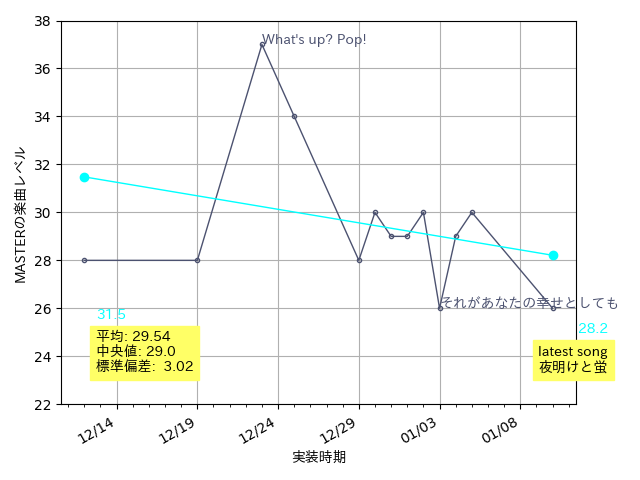 38
36
34
32
30
28
26
24
22
MASTERの楽曲レベル
What's up? Pop!
それがあなたの幸せとしても
31.5
28.2
平均: 29.54
中央値: 29.0
標準偏差: 3.02
latest song
夜明けと蛍
12/14
12/19
12/24
12/29
01/03
01/08
実装時期